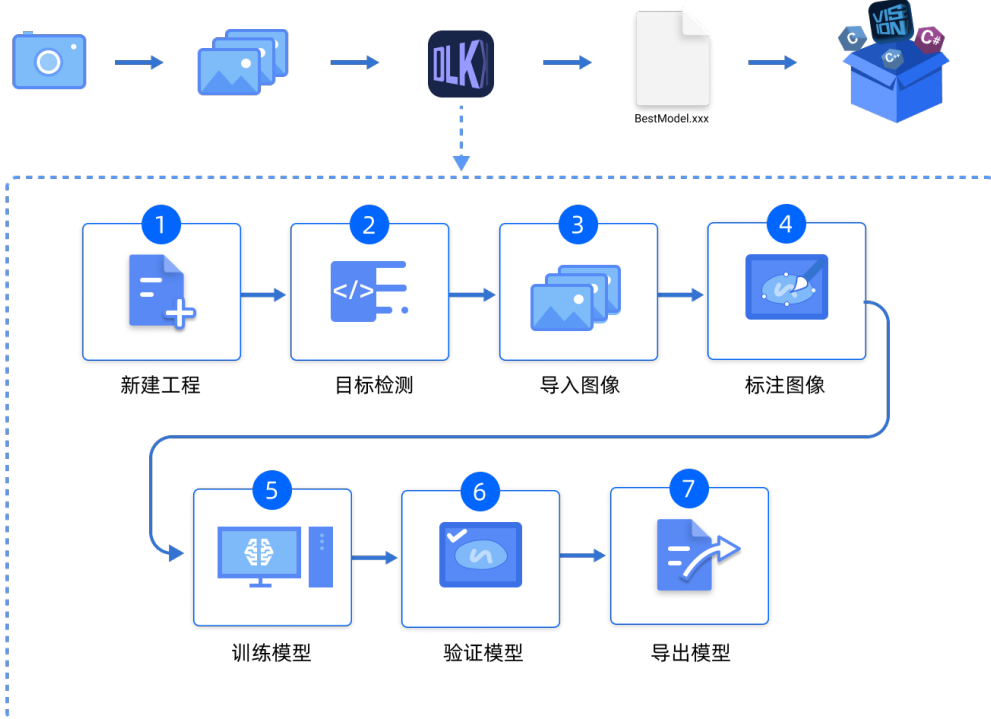 DLK
BestModel.xxx
VISION
C
C#
C++
1
2
3
4
</>
新建工程
目标检测
导入图像
标注图像
5
6
7
训练模型
验证模型
导出模型